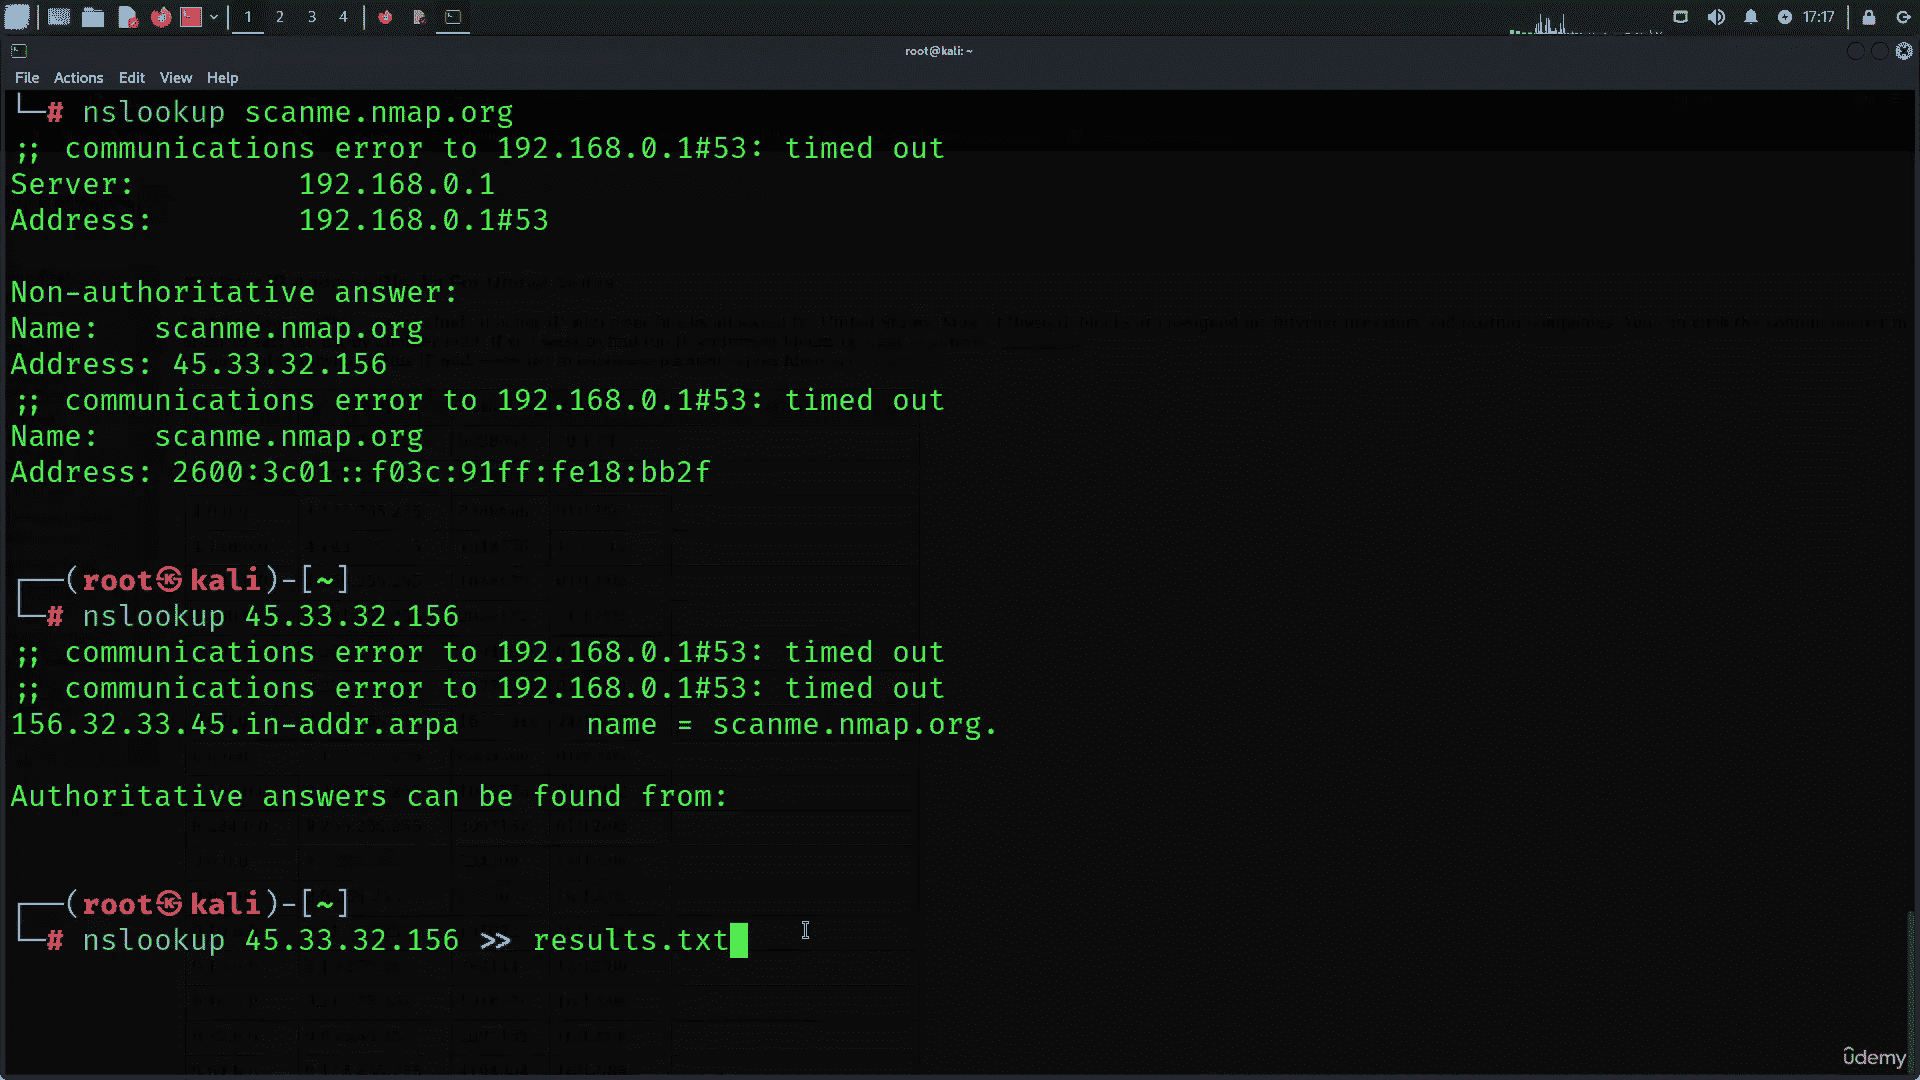 1 2 3 4
17:17
root@kali: ~
File Actions Edit View Help
└─# nslookup scanme.nmap.org
;; communications error to 192.168.0.1#53: timed out
Server:         192.168.0.1
Address:        192.168.0.1#53
Non-authoritative answer:
Name:   scanme.nmap.org
Address: 45.33.32.156
;; communications error to 192.168.0.1#53: timed out
Name:   scanme.nmap.org
Address: 2600:3c01::f03c:91ff:fe18:bb2f
┌──(root㉿kali)-[~]
└─# nslookup 45.33.32.156
;; communications error to 192.168.0.1#53: timed out
;; communications error to 192.168.0.1#53: timed out
156.32.33.45.in-addr.arpa       name = scanme.nmap.org.
Authoritative answers can be found from:
┌──(root㉿kali)-[~]
└─# nslookup 45.33.32.156 >> results.txt
udemy